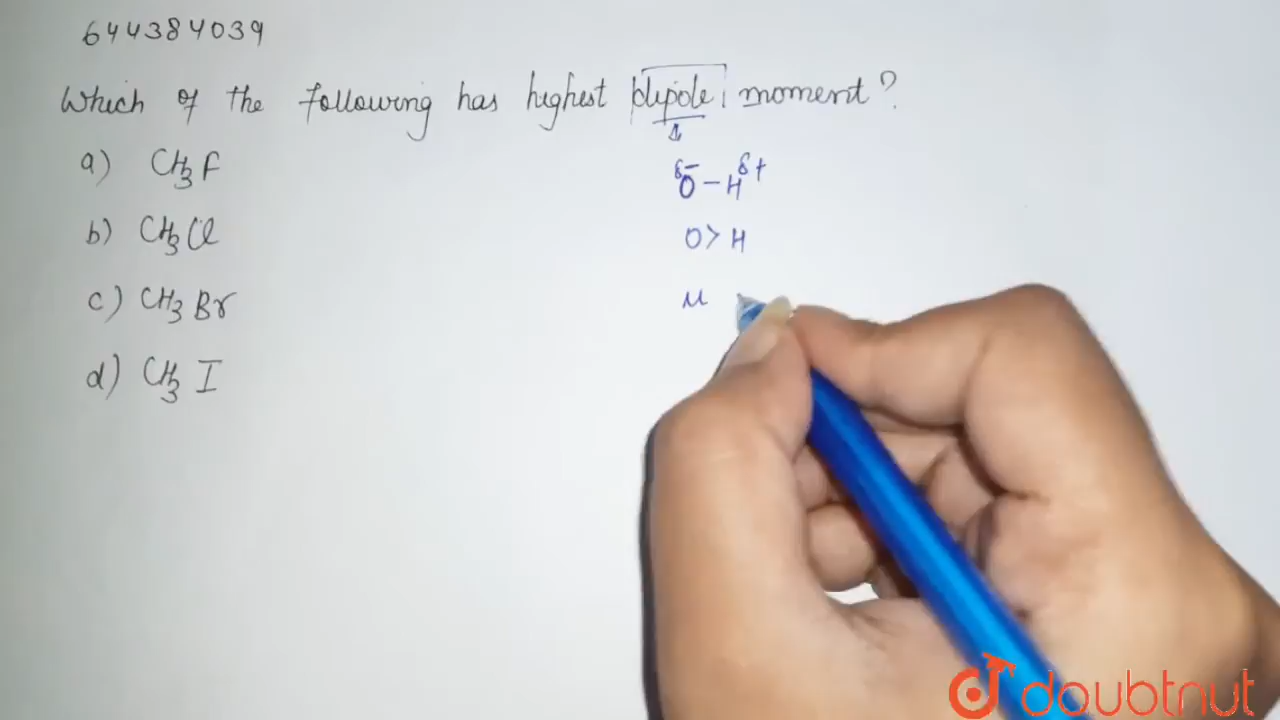 644384039
Which of the following has highest dipole moment?
a) CH3F
b) CH3Cl
c) CH3Br
d) CH3I
δ- O - H δ+
O > H
μ
doubtnut